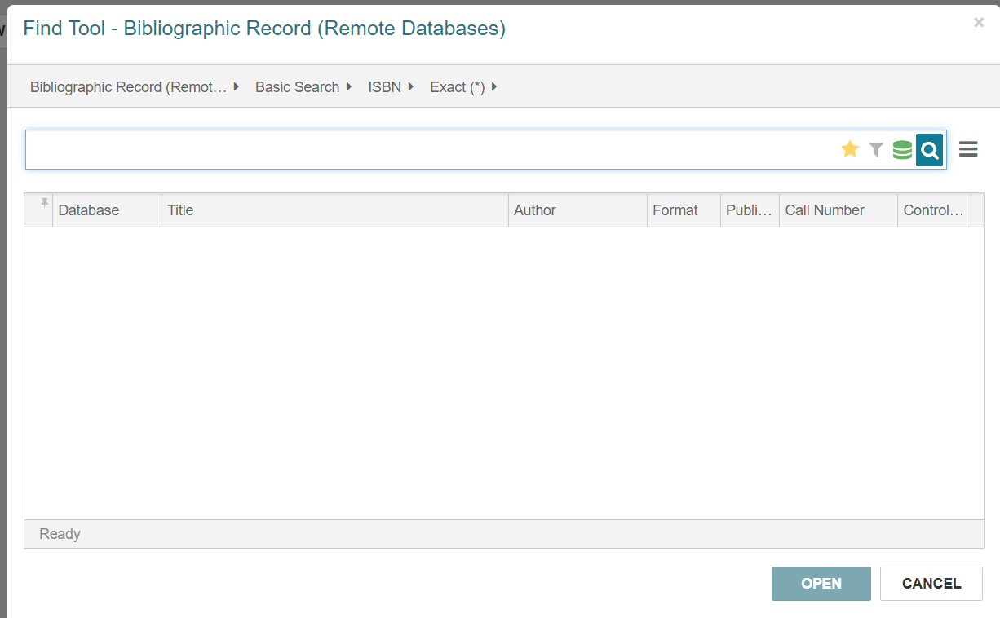 Find Tool - Bibliographic Record (Remote Databases)
×
Bibliographic Record (Remot… Basic Search ISBN Exact (*)
Database Title Author Format Publi… Call Number Control…
Ready
OPEN CANCEL